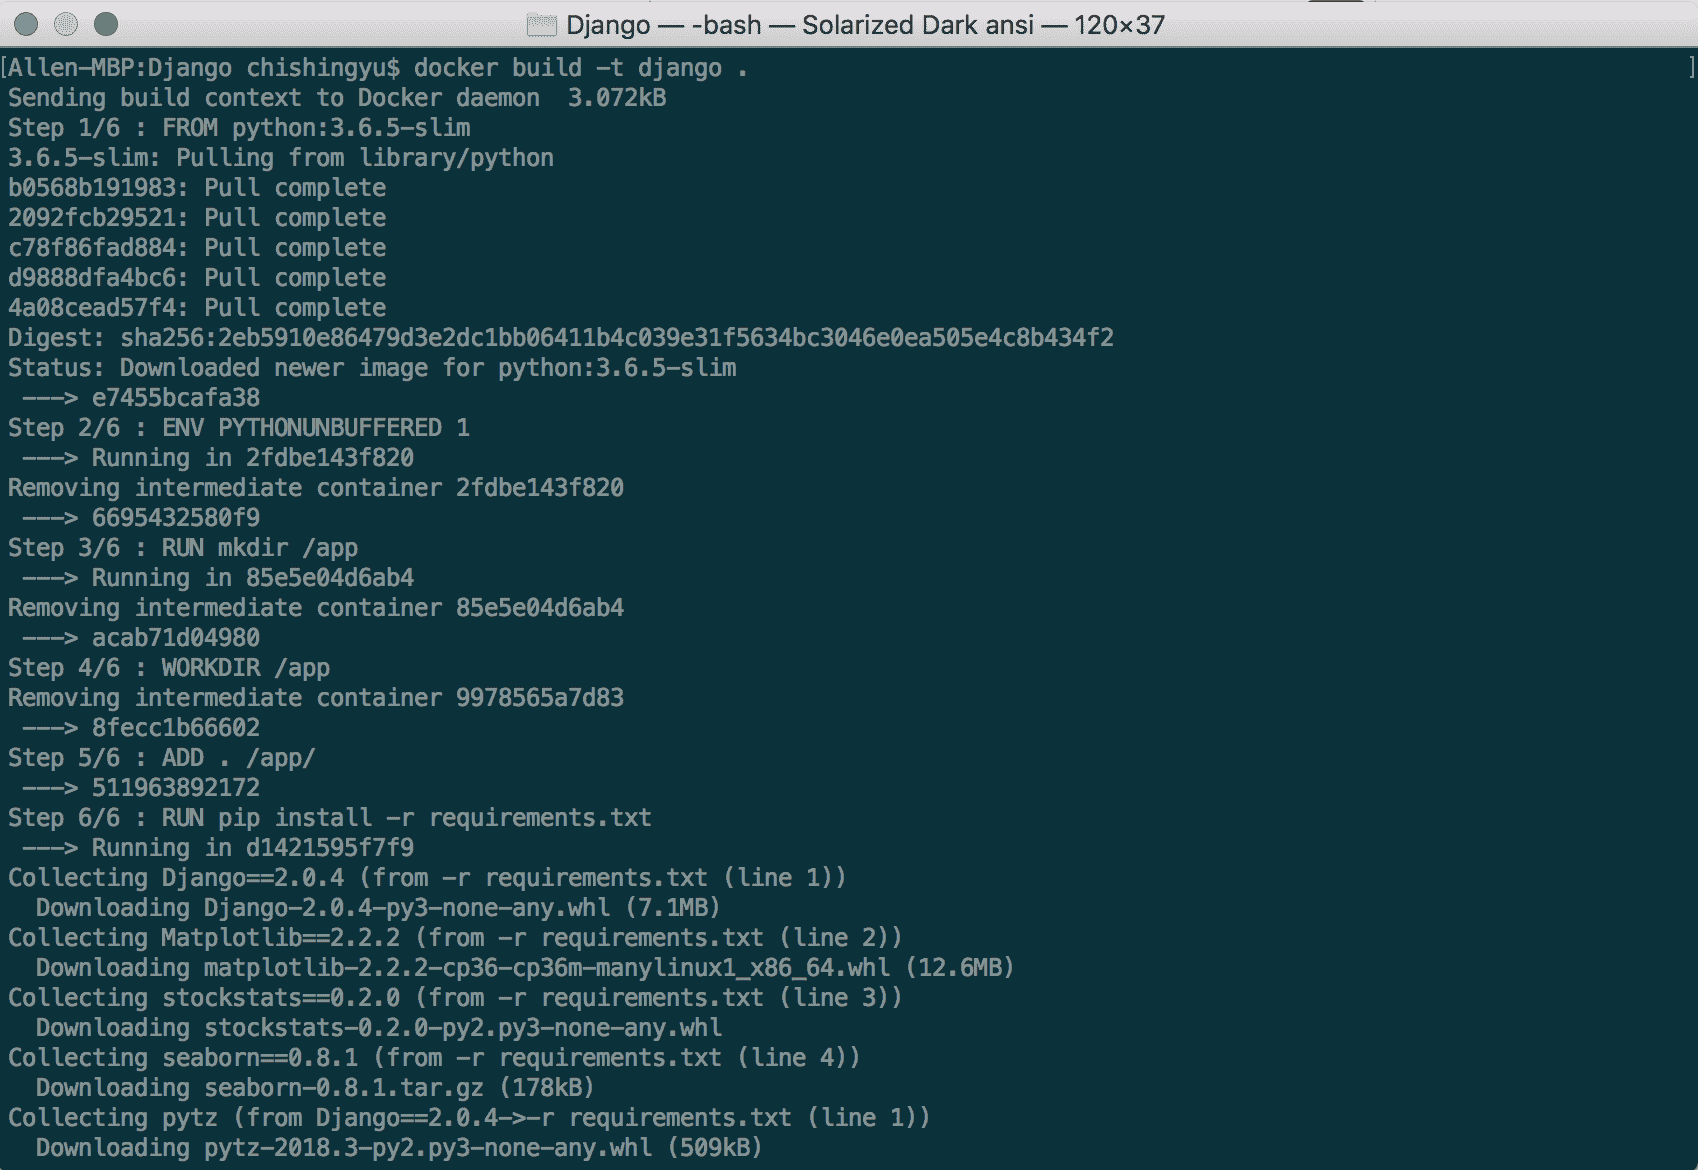 Django — -bash — Solarized Dark ansi — 120×37
[Allen-MBP:Django chishingyu$ docker build -t django . ]
Sending build context to Docker daemon  3.072kB
Step 1/6 : FROM python:3.6.5-slim
3.6.5-slim: Pulling from library/python
b0568b191983: Pull complete
2092fcb29521: Pull complete
c78f86fad884: Pull complete
d9888dfa4bc6: Pull complete
4a08cead57f4: Pull complete
Digest: sha256:2eb5910e86479d3e2dc1bb06411b4c039e31f5634bc3046e0ea505e4c8b434f2
Status: Downloaded newer image for python:3.6.5-slim
 ---> e7455bcafa38
Step 2/6 : ENV PYTHONUNBUFFERED 1
 ---> Running in 2fdbe143f820
Removing intermediate container 2fdbe143f820
 ---> 6695432580f9
Step 3/6 : RUN mkdir /app
 ---> Running in 85e5e04d6ab4
Removing intermediate container 85e5e04d6ab4
 ---> acab71d04980
Step 4/6 : WORKDIR /app
Removing intermediate container 9978565a7d83
 ---> 8fecc1b66602
Step 5/6 : ADD . /app/
 ---> 511963892172
Step 6/6 : RUN pip install -r requirements.txt
 ---> Running in d1421595f7f9
Collecting Django==2.0.4 (from -r requirements.txt (line 1))
  Downloading Django-2.0.4-py3-none-any.whl (7.1MB)
Collecting Matplotlib==2.2.2 (from -r requirements.txt (line 2))
  Downloading matplotlib-2.2.2-cp36-cp36m-manylinux1_x86_64.whl (12.6MB)
Collecting stockstats==0.2.0 (from -r requirements.txt (line 3))
  Downloading stockstats-0.2.0-py2.py3-none-any.whl
Collecting seaborn==0.8.1 (from -r requirements.txt (line 4))
  Downloading seaborn-0.8.1.tar.gz (178kB)
Collecting pytz (from Django==2.0.4->-r requirements.txt (line 1))
  Downloading pytz-2018.3-py2.py3-none-any.whl (509kB)